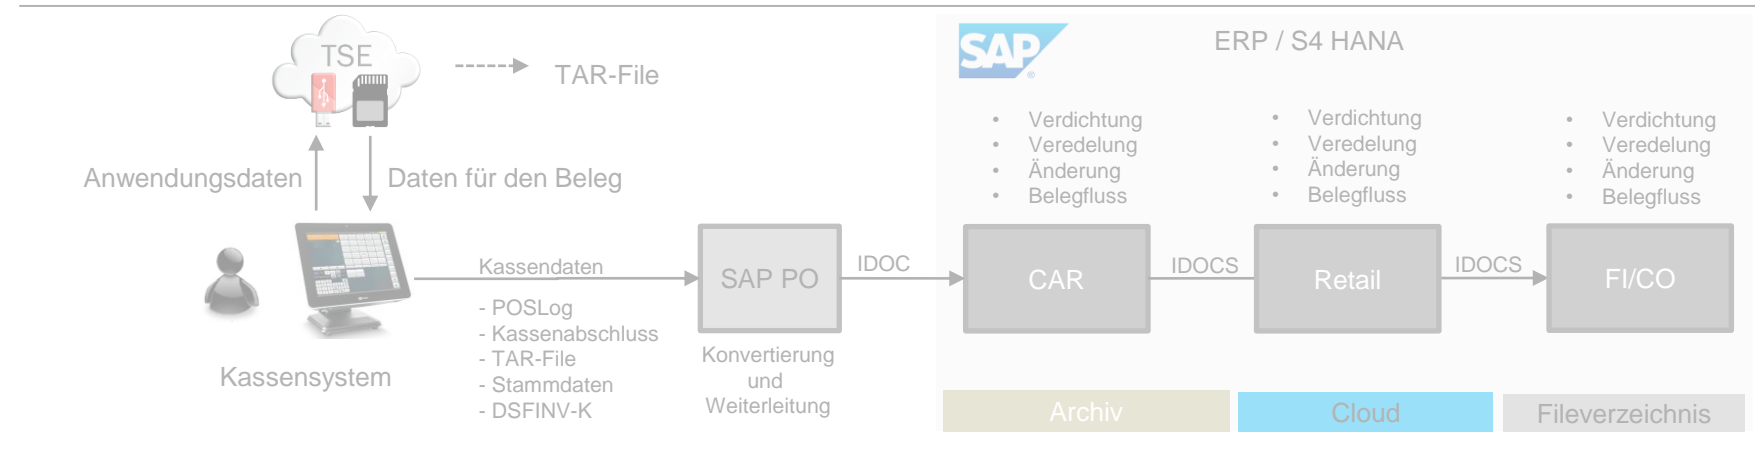 TSE
TAR-File
Anwendungsdaten
Daten für den Beleg
Kassensystem
Kassendaten
- POSLog
- Kassenabschluss
- TAR-File
- Stammdaten
- DSFINV-K
SAP PO
Konvertierung
und
Weiterleitung
IDOC
SAP
®
ERP / S4 HANA
• Verdichtung
• Veredelung
• Änderung
• Belegfluss
CAR
IDOCS
• Verdichtung
• Veredelung
• Änderung
• Belegfluss
Retail
IDOCS
• Verdichtung
• Veredelung
• Änderung
• Belegfluss
FI/CO
Archiv
Cloud
Fileverzeichnis